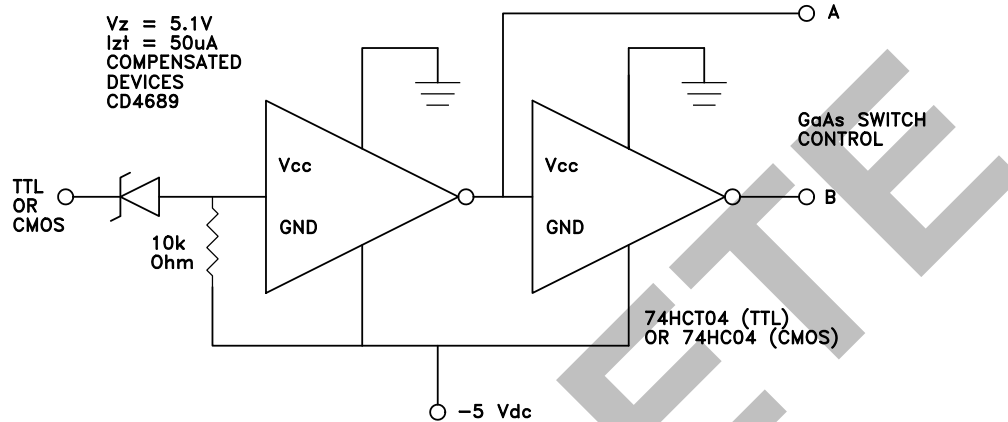 Vz = 5.1V
Izt = 50uA
COMPENSATED
DEVICES
CD4689
A
GaAs SWITCH
CONTROL
TTL
OR
CMOS
Vcc
GND
Vcc
GND
B
10k
Ohm
74HCT04 (TTL)
OR 74HC04 (CMOS)
-5 Vdc
ETE